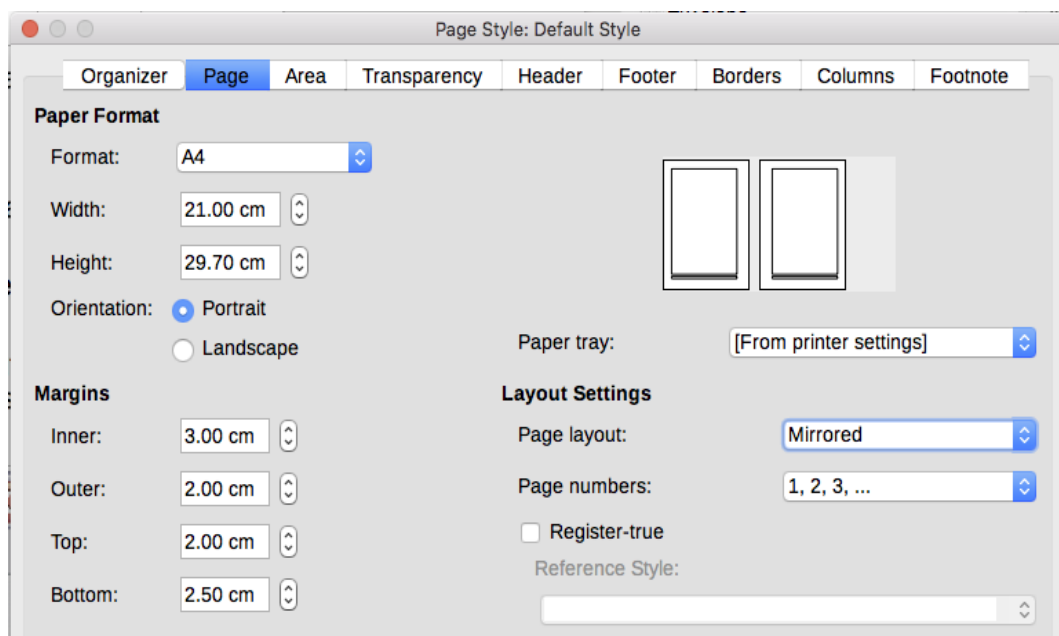 Page Style: Default Style
Organizer Page Area Transparency Header Footer Borders Columns Footnote
Paper Format
Format: A4
Width: 21.00 cm
Height: 29.70 cm
Orientation: Portrait
Landscape
Paper tray: [From printer settings]
Margins
Inner: 3.00 cm
Outer: 2.00 cm
Top: 2.00 cm
Bottom: 2.50 cm
Layout Settings
Page layout: Mirrored
Page numbers: 1, 2, 3, ...
Register-true
Reference Style: